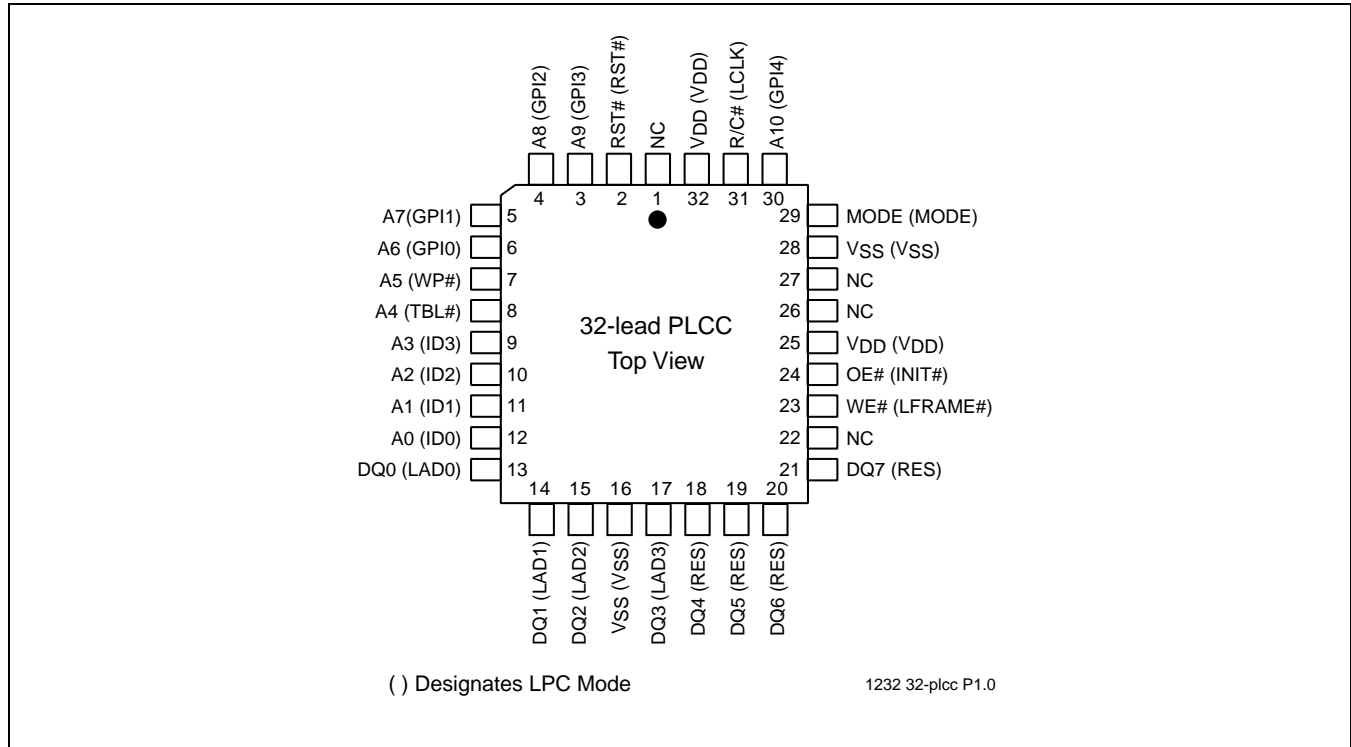 A8 (GPI2)
A9 (GPI3)
RST# (RST#)
NC
VDD (VDD)
R/C# (LCLK)
A10 (GPI4)
4 3 2 1 32 31 30
A7(GPI1) 5
A6 (GPI0) 6
A5 (WP#) 7
A4 (TBL#) 8
A3 (ID3) 9
A2 (ID2) 10
A1 (ID1) 11
A0 (ID0) 12
DQ0 (LAD0) 13
32-lead PLCC
Top View
29 MODE (MODE)
28 VSS (VSS)
27 NC
26 NC
25 VDD (VDD)
24 OE# (INIT#)
23 WE# (LFRAME#)
22 NC
21 DQ7 (RES)
14 15 16 17 18 19 20
DQ1 (LAD1)
DQ2 (LAD2)
VSS (VSS)
DQ3 (LAD3)
DQ4 (RES)
DQ5 (RES)
DQ6 (RES)
( ) Designates LPC Mode
1232 32-plcc P1.0